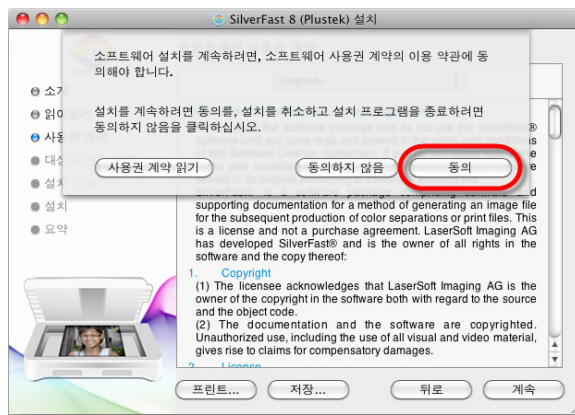 SilverFast 8 (Plustek) 설치
소프트웨어 설치를 계속하려면, 소프트웨어 사용권 계약의 이용 약관에 동
의해야 합니다.
설치를 계속하려면 동의를, 설치를 취소하고 설치 프로그램을 종료하려면
동의하지 않음을 클릭하십시오.
사용권 계약 읽기
동의하지 않음
동의
English
소개
사용
설치
요약
supporting documentation for a method of generating an image file
for the subsequent production of color separations or print files. This
is a license and not a purchase agreement. LaserSoft Imaging AG
has developed SilverFast® and is the owner of all rights in the
software and the copy thereof:
1. Copyright
(1) The licensee acknowledges that LaserSoft Imaging AG is the
owner of the copyright in the software both with regard to the source
and the object code.
(2) The documentation and the software are copyrighted.
Unauthorized use, including the use of all visual and video material,
gives rise to claims for compensatory damages.
2. License
프린트...
저장...
뒤로
계속